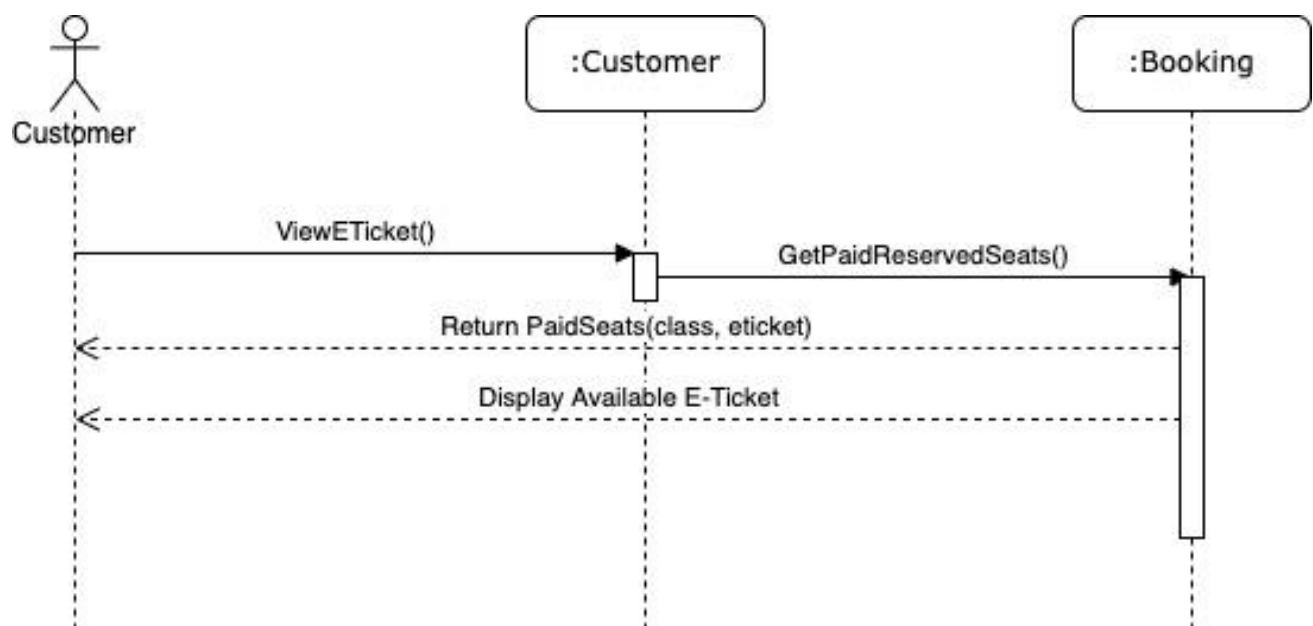 :Customer
:Booking
Customer
ViewETicket()
GetPaidReservedSeats()
Return PaidSeats(class, eticket)
Display Available E-Ticket